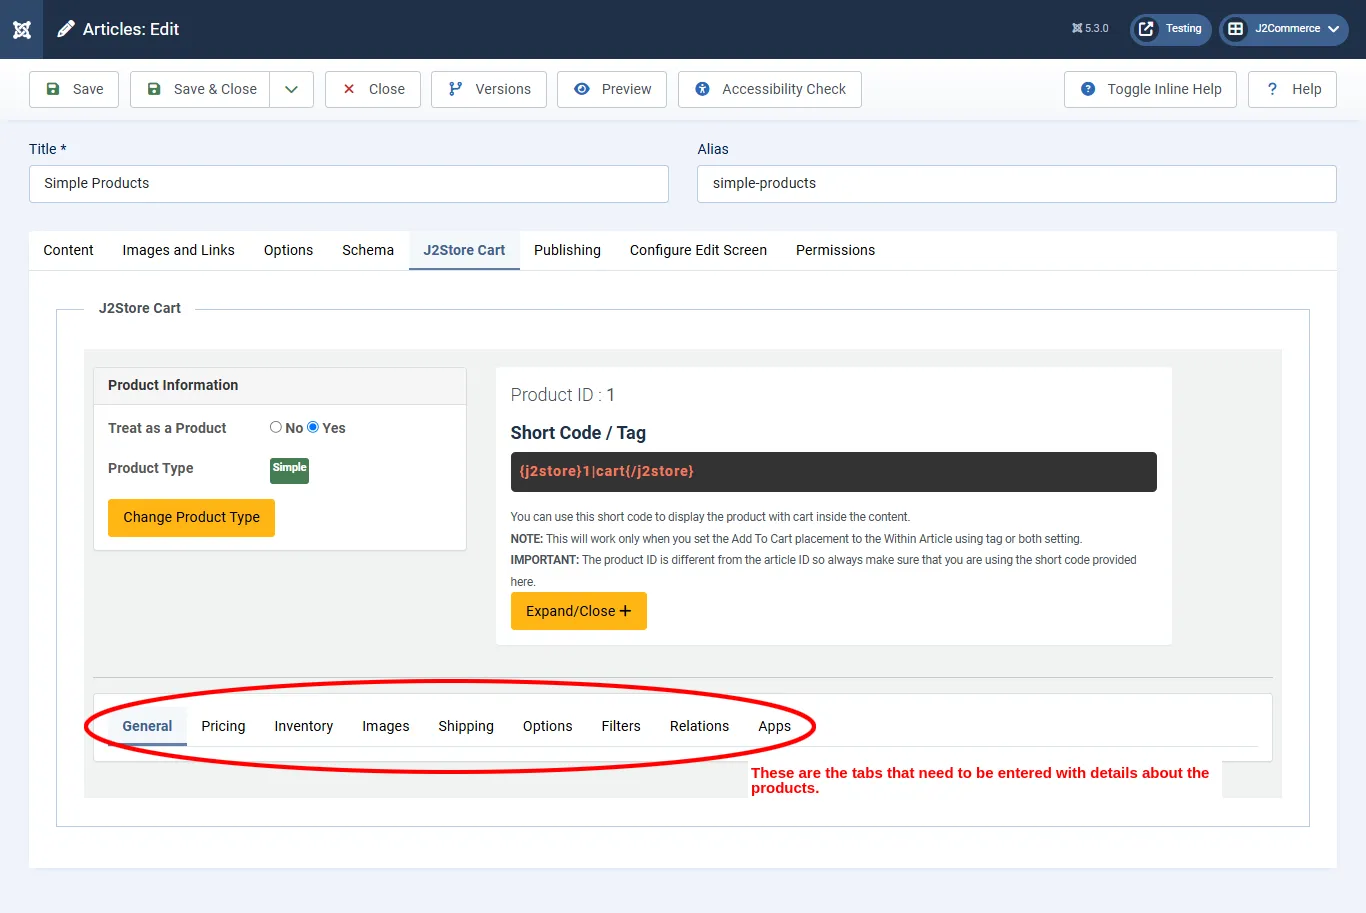 Articles: Edit
5.3.0
Testing
J2Commerce
Save
Save & Close
Close
Versions
Preview
Accessibility Check
Toggle Inline Help
? Help
Title *
Alias
Simple Products
simple-products
Content
Images and Links
Options
Schema
J2Store Cart
Publishing
Configure Edit Screen
Permissions
J2Store Cart
Product Information
Treat as a Product
No
Yes
Product Type
Simple
Change Product Type
Product ID : 1
Short Code / Tag
{j2store}1|cart{/j2store}
You can use this short code to display the product with cart inside the content.
NOTE: This will work only when you set the Add To Cart placement to the Within Article using tag or both setting.
IMPORTANT: The product ID is different from the article ID so always make sure that you are using the short code provided
here.
Expand/Close +
General
Pricing
Inventory
Images
Shipping
Options
Filters
Relations
Apps
These are the tabs that need to be entered with details about the
products.